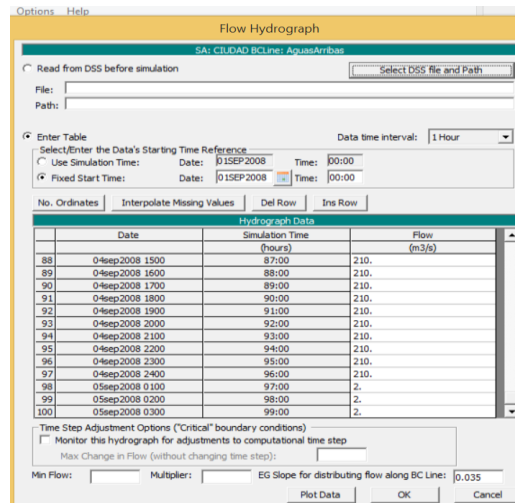 Options Help
Flow Hydrograph
SA: CIUDAD BCLine: AguasArribas
Read from DSS before simulation
Select DSS file and Path
File:
Path:
Enter Table
Data time interval: 1 Hour
Select/Enter the Data's Starting Time Reference
Use Simulation Time: Date: 01SEP2008 Time: 00:00
Fixed Start Time: Date: 01SEP2008 Time: 00:00
No. Ordinates Interpolate Missing Values Del Row Ins Row
Hydrograph Data
Date Simulation Time Flow
(hours) (m3/s)
88 04sep2008 1500 87:00 210.
89 04sep2008 1600 88:00 210.
90 04sep2008 1700 89:00 210.
91 04sep2008 1800 90:00 210.
92 04sep2008 1900 91:00 210.
93 04sep2008 2000 92:00 210.
94 04sep2008 2100 93:00 210.
95 04sep2008 2200 94:00 210.
96 04sep2008 2300 95:00 210.
97 04sep2008 2400 96:00 210.
98 05sep2008 0100 97:00 2.
99 05sep2008 0200 98:00 2.
100 05sep2008 0300 99:00 2.
Time Step Adjustment Options ("Critical" boundary conditions)
Monitor this hydrograph for adjustments to computational time step
Max Change in Flow (without changing time step):
Min Flow: Multiplier: EG Slope for distributing flow along BC Line: 0.035
Plot Data OK Cancel